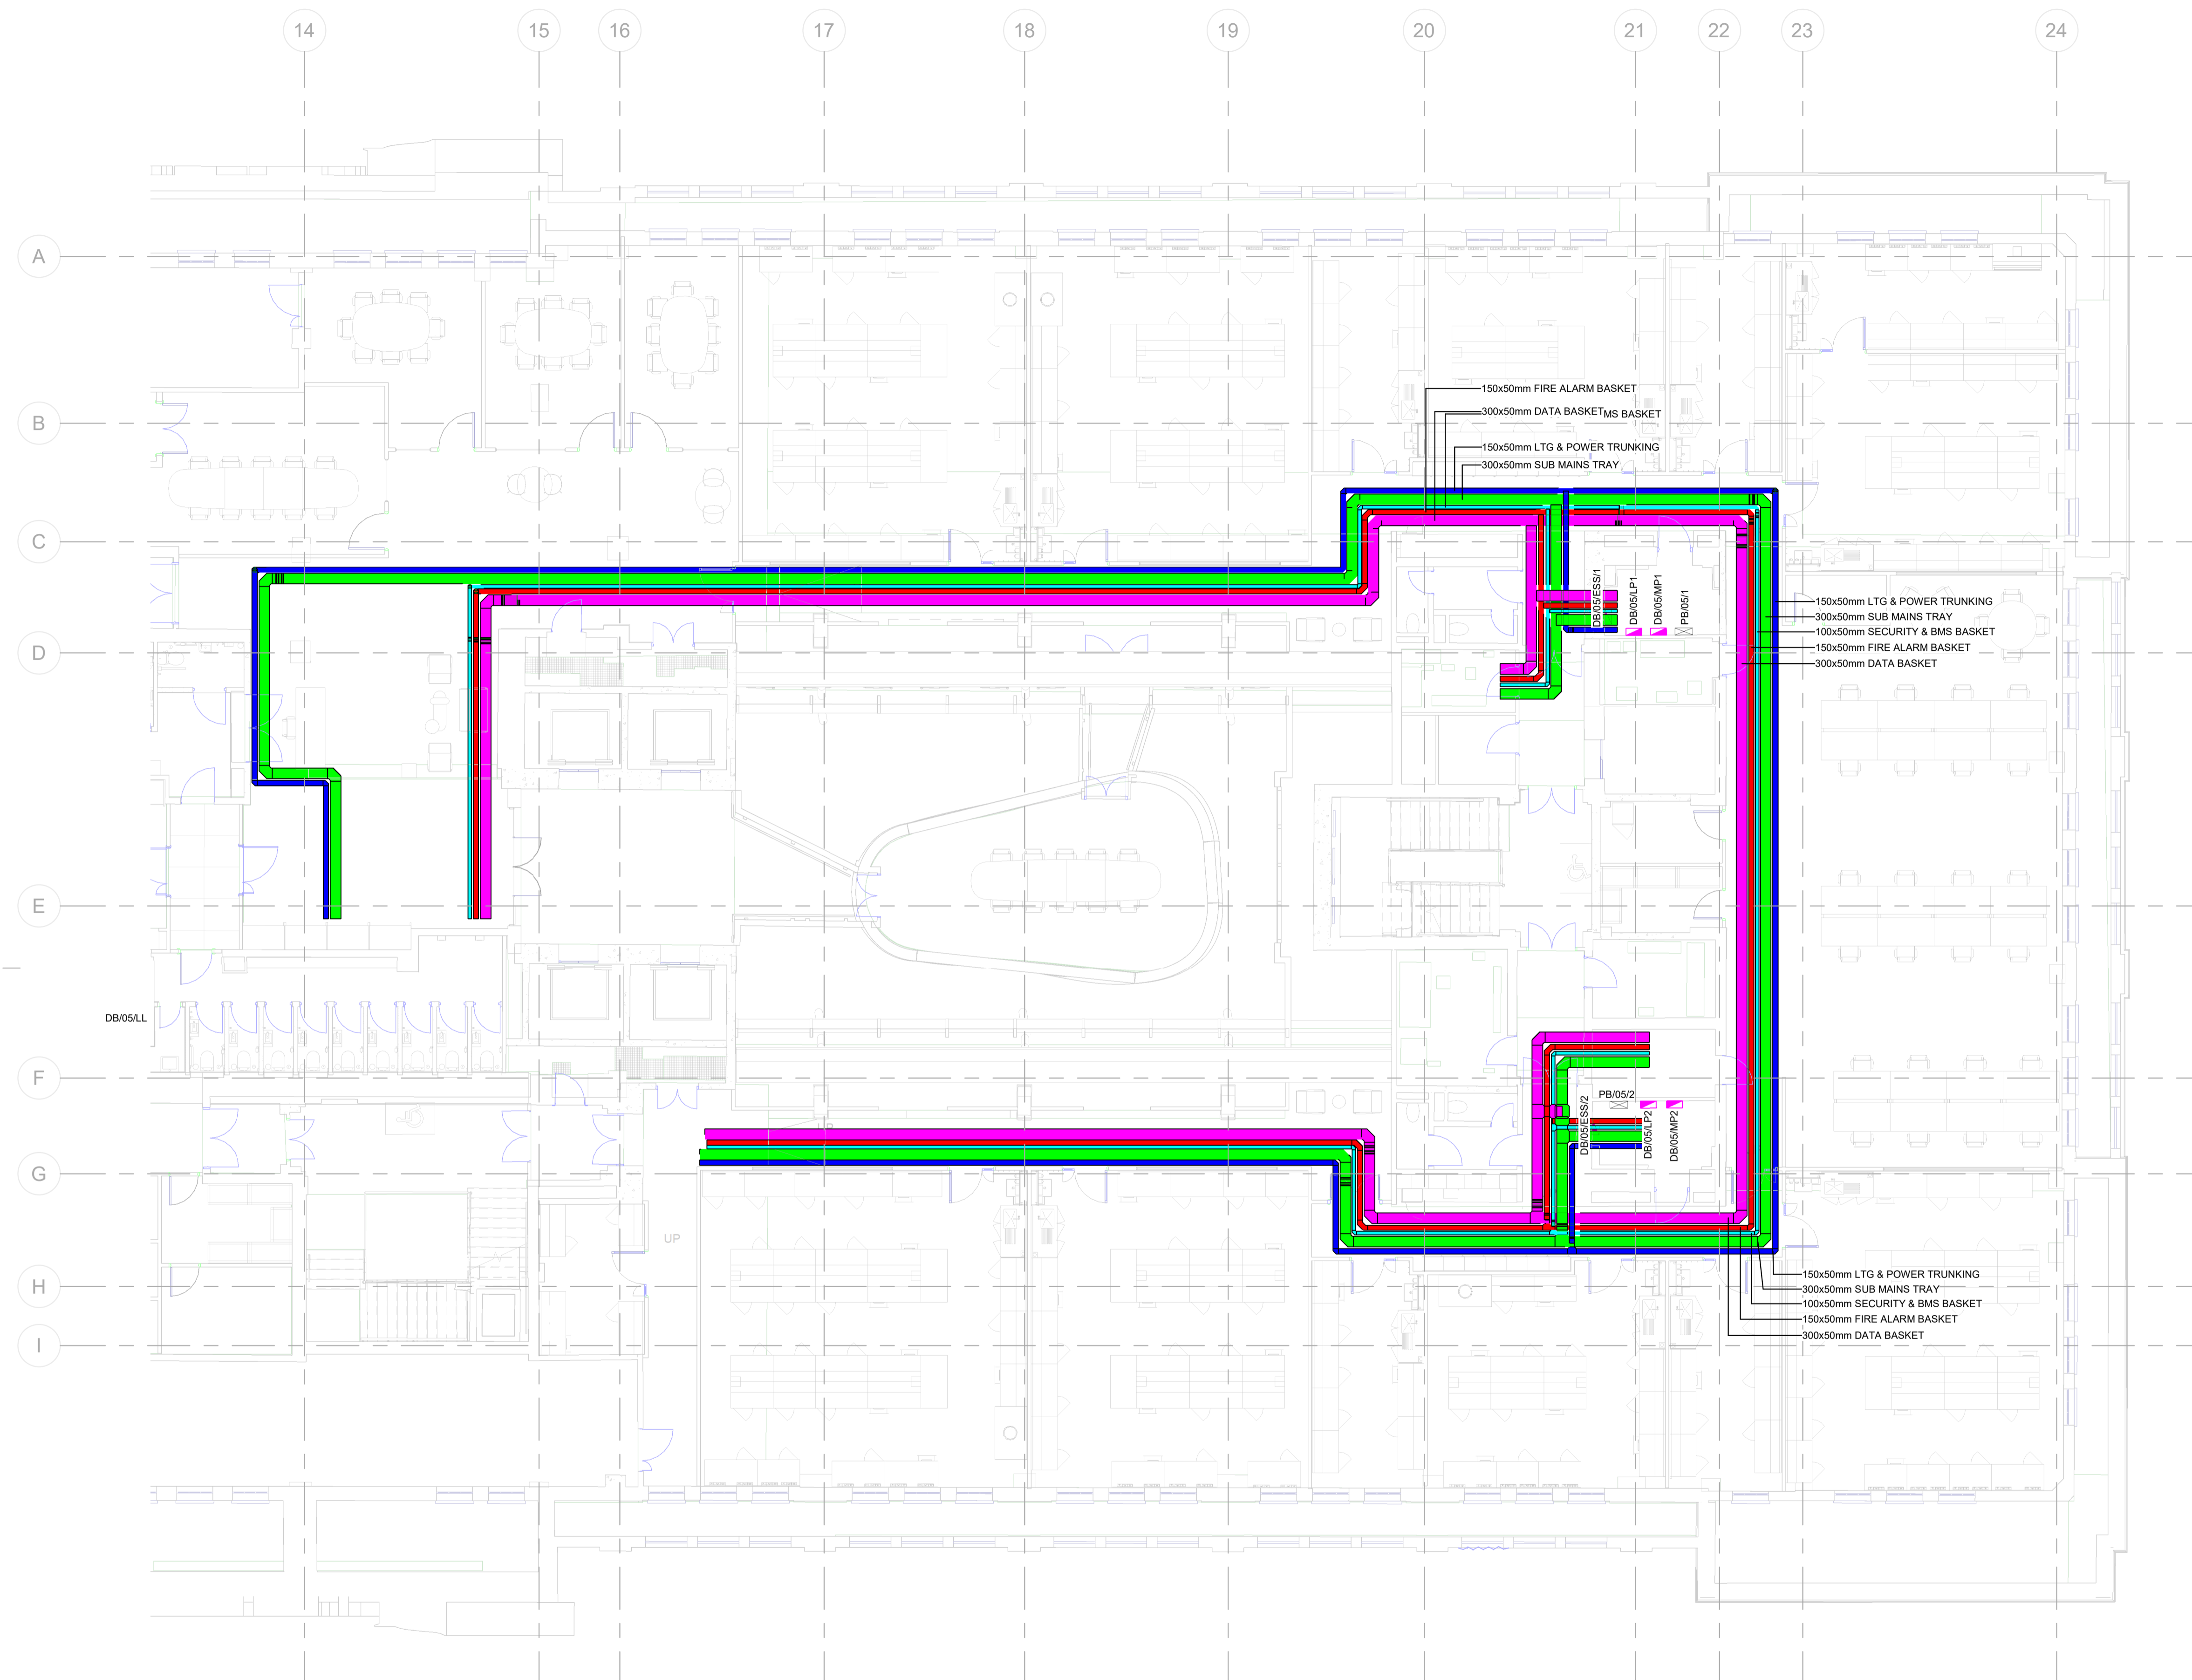 14
15
16
17
18
19
20
21
22
23
24
A
B
C
D
E
F
G
H
I
150x50mm FIRE ALARM BASKET
300x50mm DATA BASKET
MS BASKET
150x50mm LTG & POWER TRUNKING
300x50mm SUB MAINS TRAY
DB/05/ESS/1
DB/05/LP1
DB/05/MP1
PB/05/1
150x50mm LTG & POWER TRUNKING
300x50mm SUB MAINS TRAY
100x50mm SECURITY & BMS BASKET
150x50mm FIRE ALARM BASKET
300x50mm DATA BASKET
DB/05/LL
PB/05/2
DB/05/ESS/2
DB/05/LP2
DB/05/MP2
UP
150x50mm LTG & POWER TRUNKING
300x50mm SUB MAINS TRAY
100x50mm SECURITY & BMS BASKET
150x50mm FIRE ALARM BASKET
300x50mm DATA BASKET